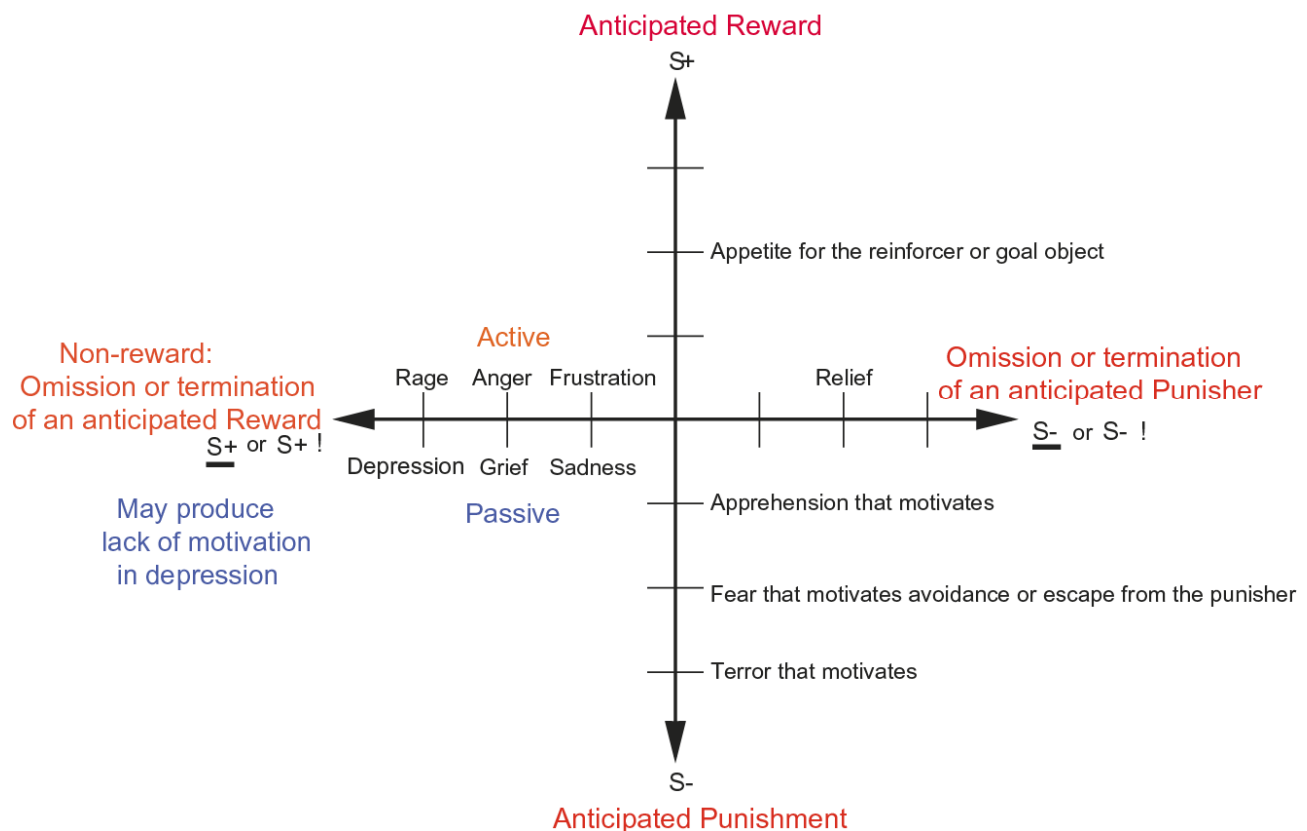 Anticipated Reward
S+
Appetite for the reinforcer or goal object
Non-reward:
Omission or termination
of an anticipated Reward
S+ or S+ !
May produce
lack of motivation
in depression
Active
Rage Anger Frustration
Depression Grief Sadness
Passive
Relief
Omission or termination
of an anticipated Punisher
S- or S- !
Apprehension that motivates
Fear that motivates avoidance or escape from the punisher
Terror that motivates
S-
Anticipated Punishment